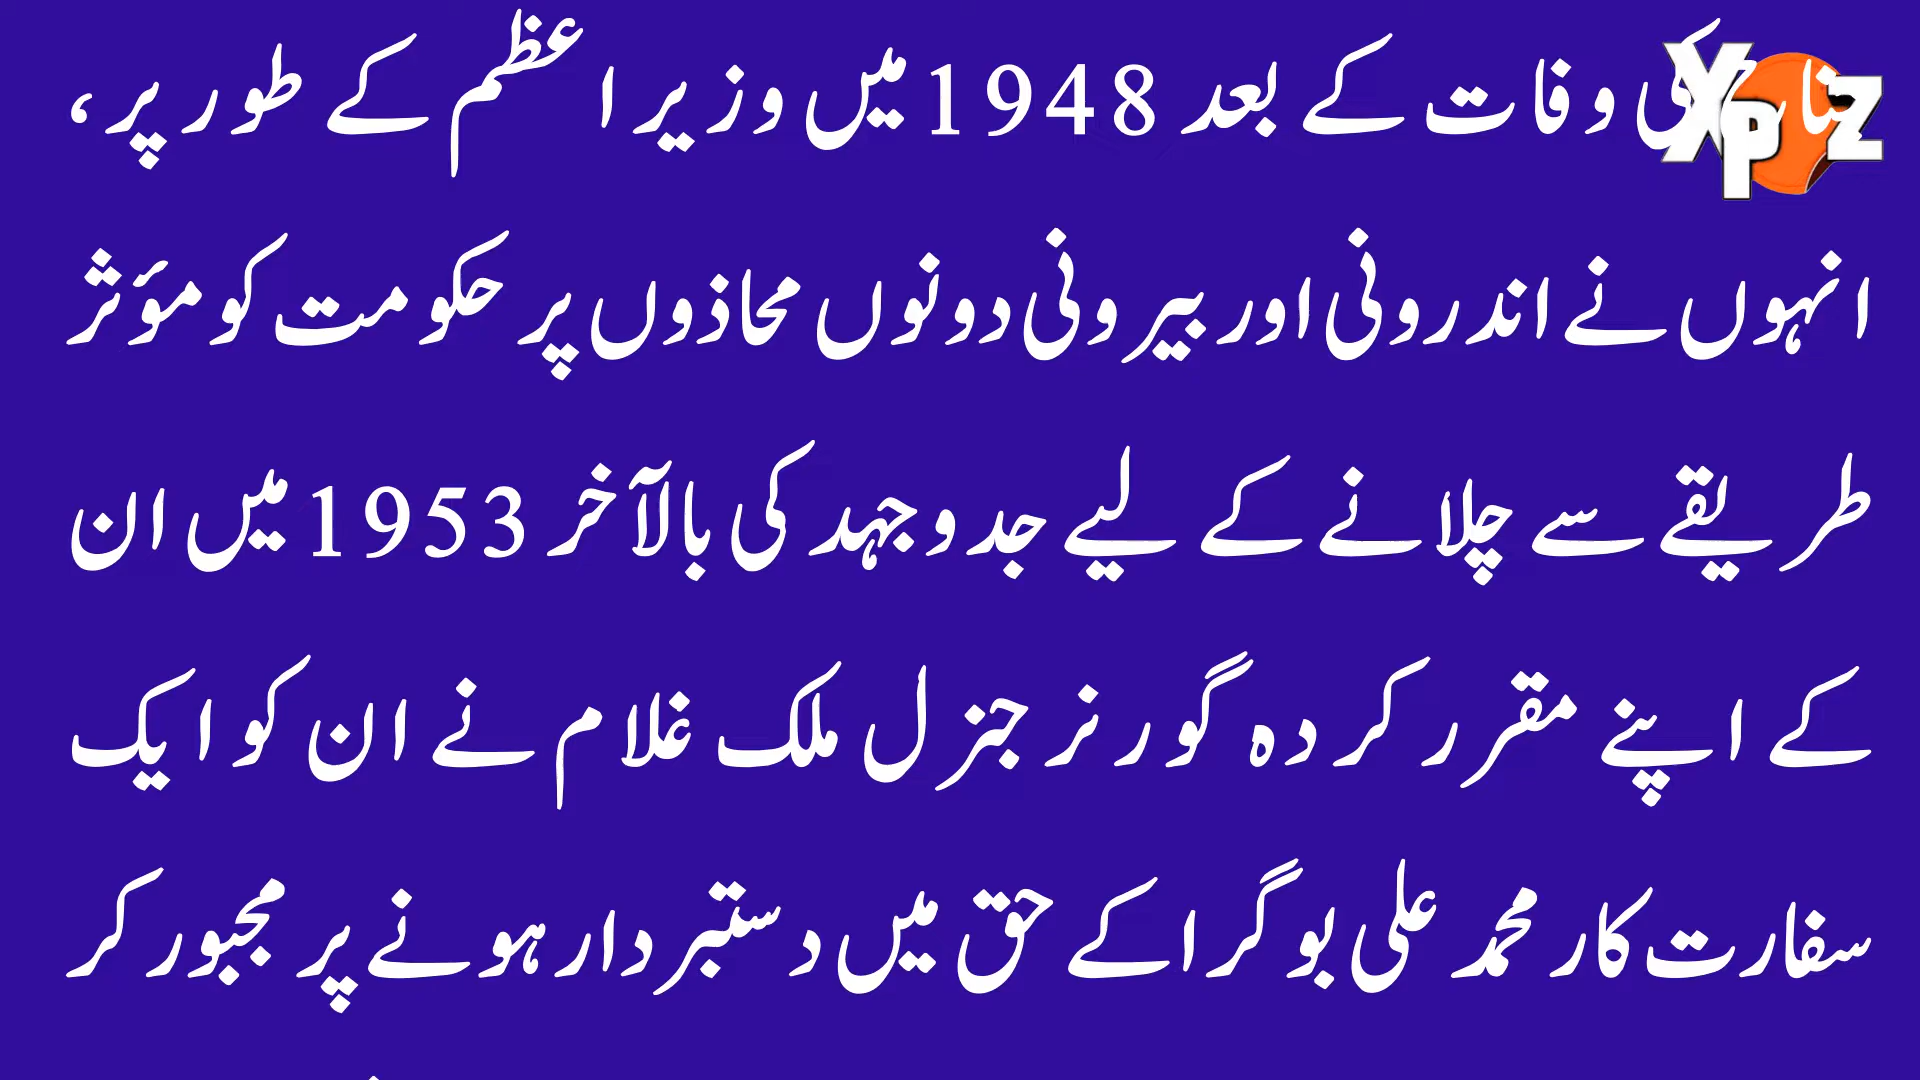 کی وفات کے بعد 1948 میں وزیر اعظم کے طور پر،
انہوں نے اندرونی اور بیرونی دونوں محاذوں پر حکومت کو مؤثر
طریقے سے چلانے کے لیے جدوجہد کی بالآخر 1953 میں ان
کے اپنے مقرر کردہ گورنر جنرل ملک غلام نے ان کو ایک
سفارت کار محمد علی بوگرا کے حق میں دستبردار ہونے پر مجبور کر
XPZ